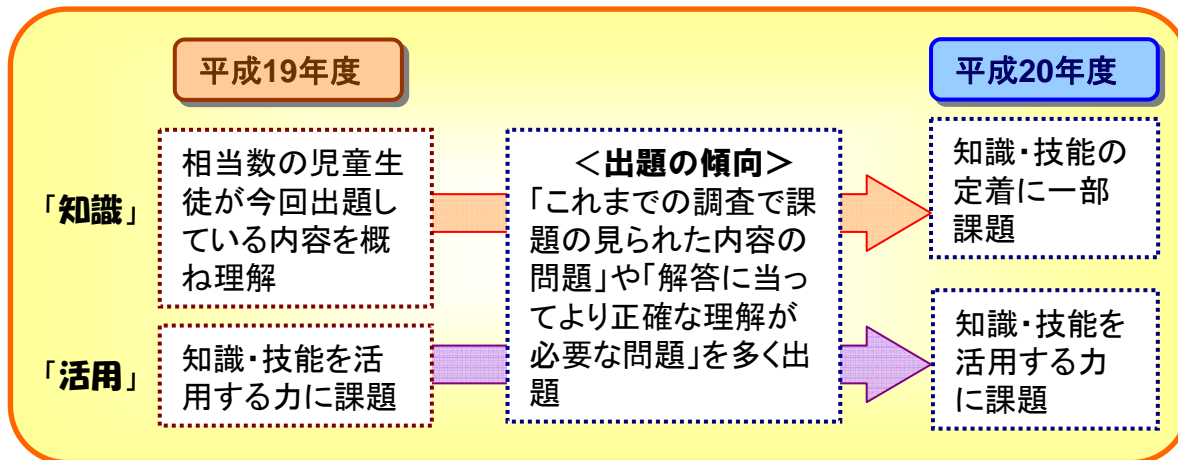 平成19年度
平成20年度
「知識」
相当数の児童生
徒が今回出題し
ている内容を概
ね理解
<出題の傾向>
「これまでの調査で課
題の見られた内容の
問題」や「解答に当っ
てより正確な理解が
必要な問題」を多く出
題
知識・技能の
定着に一部
課題
「活用」
知識・技能を活
用する力に課題
知識・技能を
活用する力
に課題